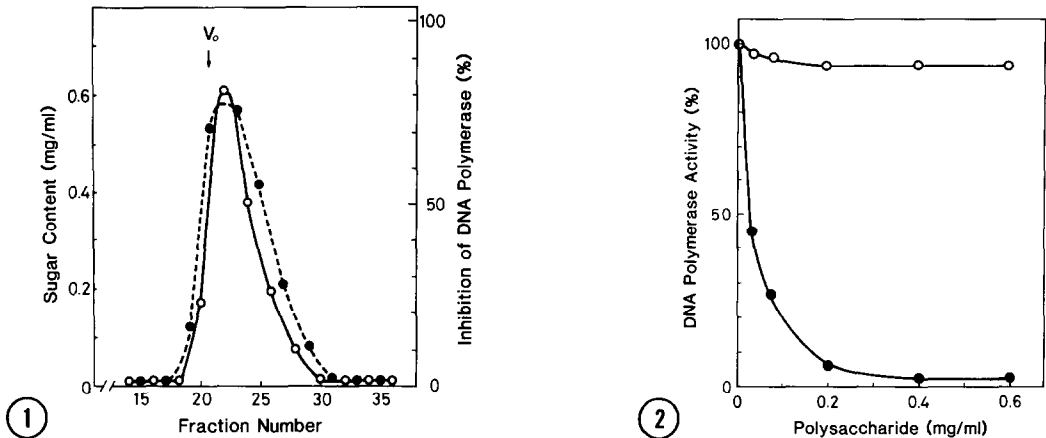 V₀
Sugar Content (mg/ml)
0.6
0.4
0.2
0
Inhibition of DNA Polymerase (%)
100
50
0
15 20 25 30 35
Fraction Number
1
DNA Polymerase Activity (%)
100
50
0
0 0.2 0.4 0.6
Polysaccharide (mg/ml)
2